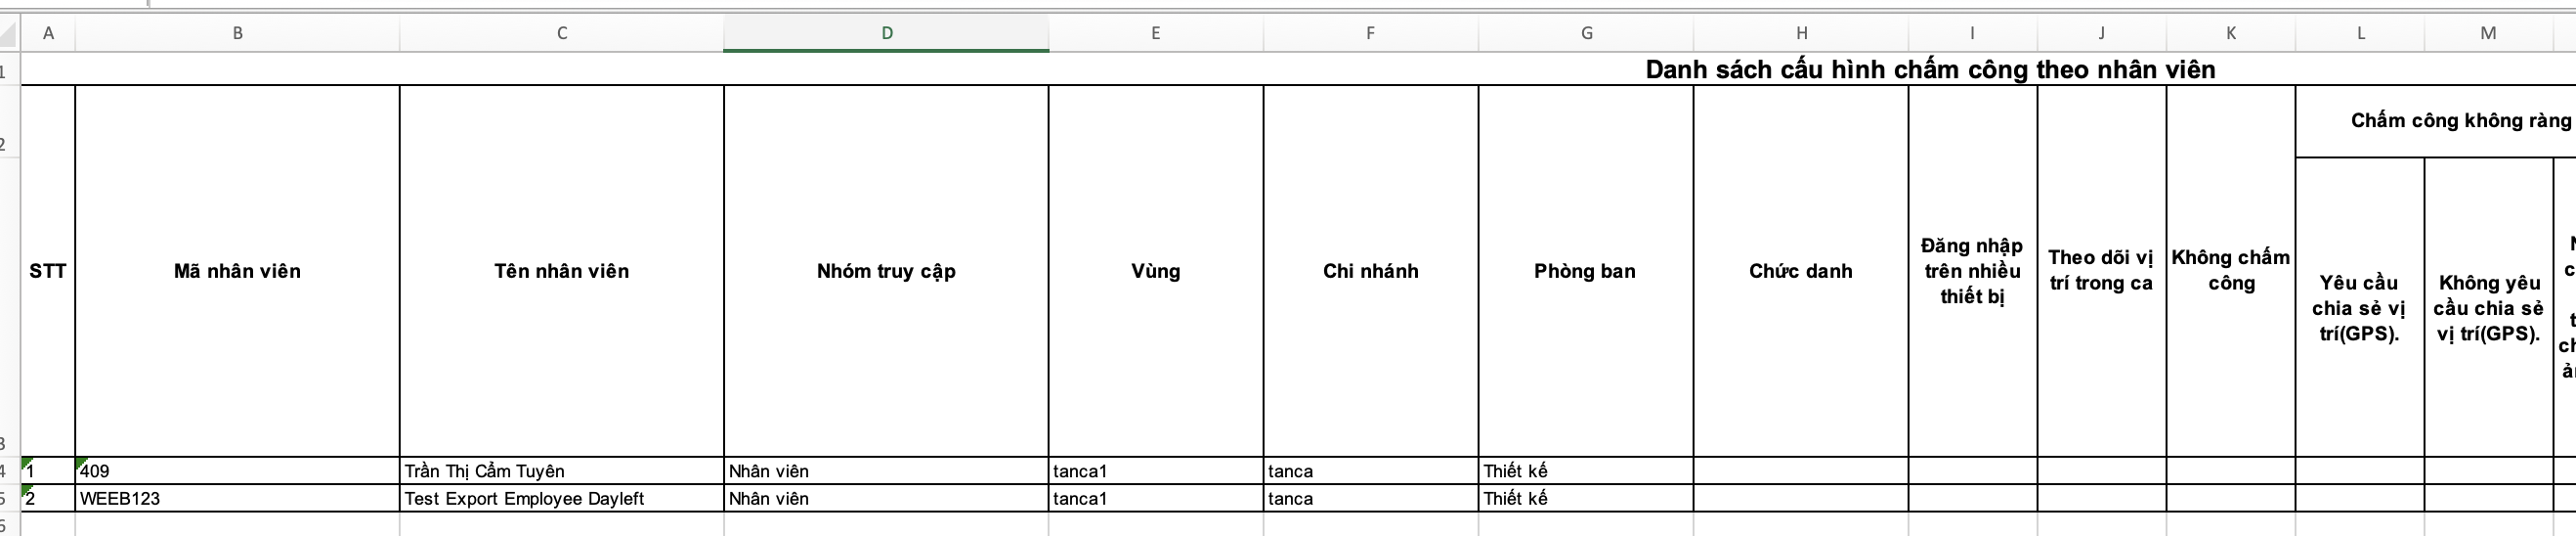 A B C D E F G H I J K L M
1 Danh sách cấu hình chấm công theo nhân viên
2 Chấm công không ràng
STT Mã nhân viên Tên nhân viên Nhóm truy cập Vùng Chi nhánh Phòng ban Chức danh
Đăng nhập
trên nhiều
thiết bị
Theo dõi vị
trí trong ca
Không chấm
công
Yêu cầu
chia sẻ vị
trí(GPS).
Không yêu
cầu chia sẻ
vị trí(GPS).
3
4 1 409 Trần Thị Cẩm Tuyên Nhân viên tanca1 tanca Thiết kế
5 2 WEEB123 Test Export Employee Dayleft Nhân viên tanca1 tanca Thiết kế
6